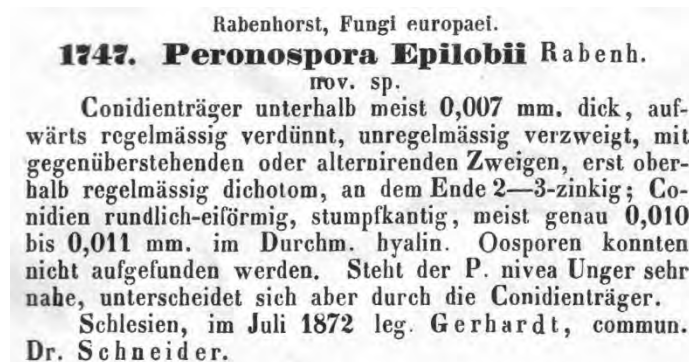 Rabenhorst, Fungi europaei.
1747. Peronospora Epilobii Rabenh.
nov. sp.
Conidienträger unterhalb meist 0,007 mm. dick, auf-
wärts regelmässig verdünnt, unregelmässig verzweigt, mit
gegenüberstehenden oder alternirenden Zweigen, erst ober-
halb regelmässig dichotom, an dem Ende 2—3-zinkig; Co-
nidien rundlich-eiförmig, stumpfkantig, meist genau 0,010
bis 0,011 mm. im Durchm. hyalin. Oosporen konnten
nicht aufgefunden werden. Steht der P. nivea Unger sehr
nahe, unterscheidet sich aber durch die Conidienträger.
Schlesien, im Juli 1872 leg. Gerhardt, commun.
Dr. Schneider.